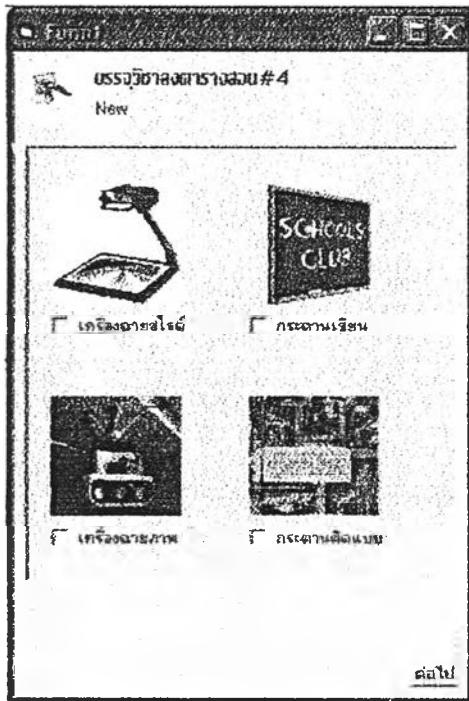 Form1
บรรจุวิชาลงตารางสอน # 4
New
SCHOOLS
CLUB
เครื่องฉายสไลด์
กระดานเขียน
เครื่องฉายภาพ
กระดานติดแบบ
ต่อไป